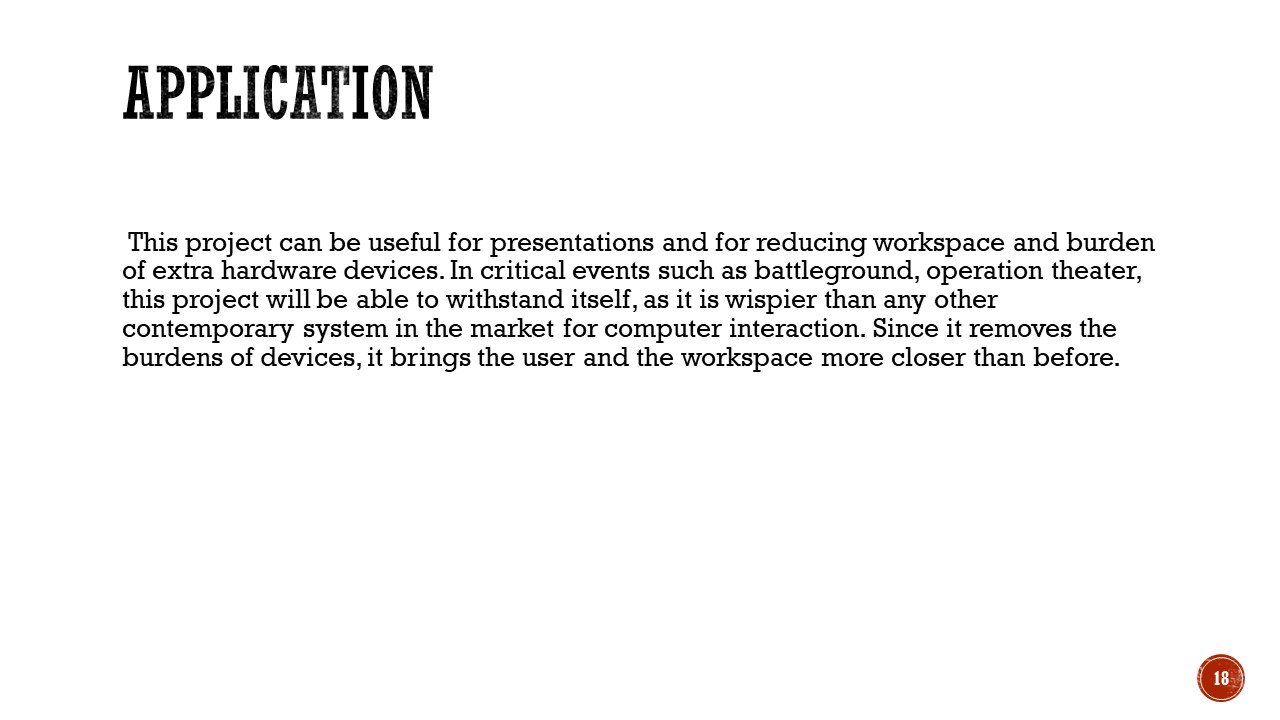 APPLICATION
This project can be useful for presentations and for reducing workspace and burden
of extra hardware devices. In critical events such as battleground, operation theater,
this project will be able to withstand itself, as it is wispier than any other
contemporary system in the market for computer interaction. Since it removes the
burdens of devices, it brings the user and the workspace more closer than before.
18